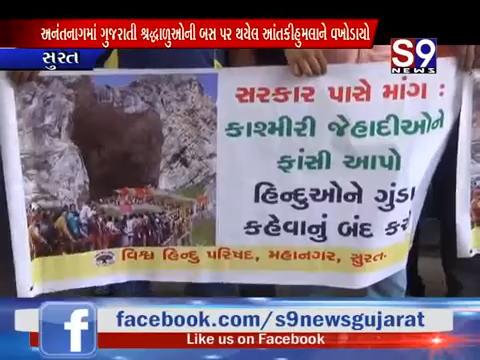 અનંતનાગમાં ગુજરાતી શ્રદ્ધાળુઓની બસ પર થયેલ આંતકીહુમલાને વખોડાયો
સુરત
S9
NEWS
સરકાર પાસે માંગ :
કાશ્મીરી જેહાદીઓને
ફાંસી આપો
હિન્દુઓને ગુંડા
કહેવાનું બંદ કરો
વિશ્વ હિન્દુ પરિષદ, મહાનગર, સુરત.
facebook.com/s9newsgujarat
Like us on Facebook